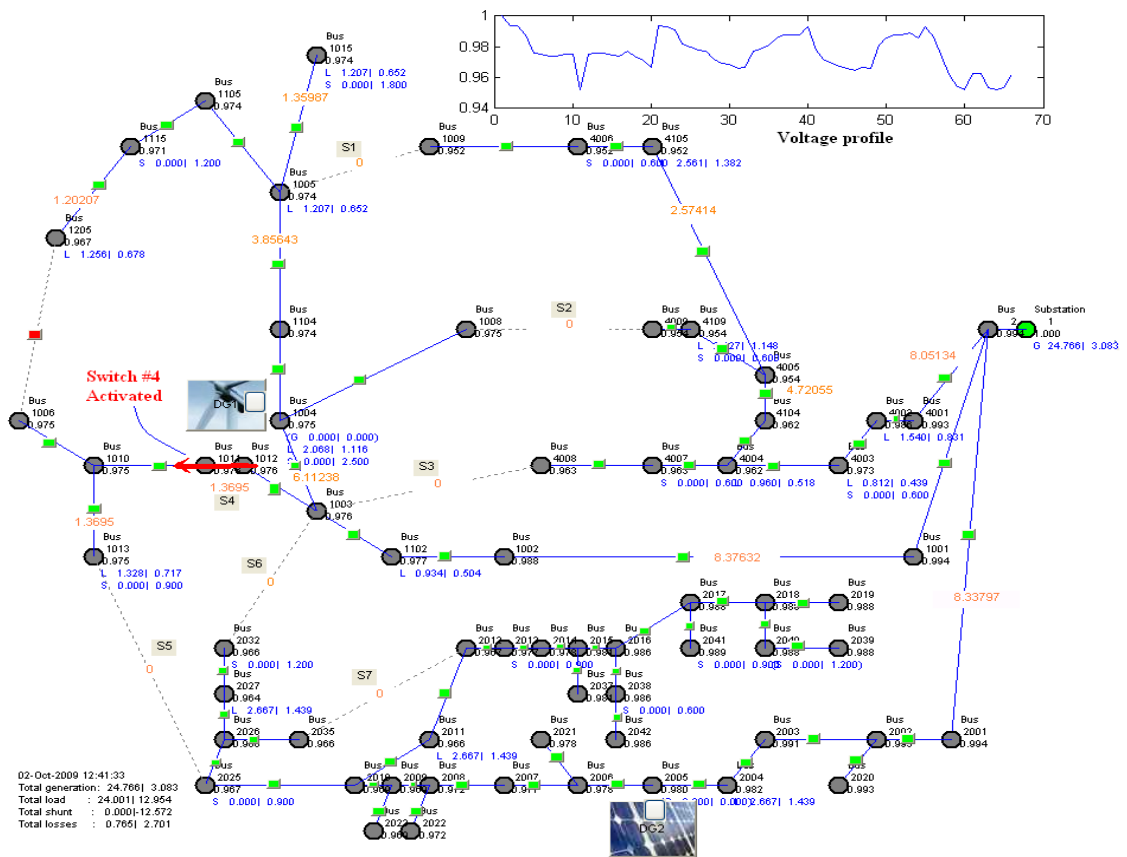 1
0.98
0.96
0.94
0 10 20 30 40 50 60 70
Voltage profile
Bus
1015
0.974
L 1.207| 0.652
S 0.000| 1.800
1.35987
Bus
1105
0.974
Bus
1115
0.971
S 0.000| 1.200
S1
0
Bus
1009
0.952
Bus
4006
S 0.000| 0.600
Bus
4105
0.952
2.561| 1.382
1.20207
Bus
1005
0.974
L 1.207| 0.652
Bus
1205
0.967
L 1.256| 0.678
3.85643
2.57414
Bus
1104
0.974
Bus
1008
0.975
S2
0
Bus
4009
Bus
4109
0.954
1.148
Bus
2
0.994
Substation
1
1.000
G 24.766| 3.083
8.05134
Bus
4005
0.954
4.72055
Switch #4
Activated
DG1
Bus
1006
0.975
Bus
1004
0.975
(G 0.000| 0.000)
L 2.068| 1.116
S 0.000| 2.500
Bus
4104
0.962
Bus
4002
Bus
4001
0.993
L 1.540| 0.831
Bus
1010
0.975
Bus
1011
Bus
1012
0.976
1.3695
S4
6.11238
S3
0
Bus
4008
0.963
Bus
4007
0.963
S 0.000| 0.600
Bus
4004
0.962
0.960| 0.518
Bus
4003
0.973
L 0.812| 0.439
S 0.000| 0.600
1.3695
Bus
1003
0.976
Bus
1013
0.975
L 1.328| 0.717
S 0.000| 0.900
S6
0
Bus
1102
0.977
L 0.934| 0.504
Bus
1002
0.988
8.37632
Bus
1001
0.994
8.33797
Bus
2017
0.988
Bus
2018
Bus
2019
0.988
S5
0
Bus
2032
0.966
S 0.000| 1.200
S7
0
Bus
2012
Bus
Bus
2014
S 0.000| 0.900
Bus
2015
Bus
2016
0.986
Bus
2041
0.989
S 0.000| 0.900
Bus
0.988
(S 0.000| 1.200)
Bus
2039
0.988
Bus
2027
0.964
L 2.667| 1.439
Bus
2037
Bus
2038
0.986
S 0.000| 0.600
Bus
2026
Bus
2035
0.966
Bus
2011
0.966
L 2.667| 1.439
Bus
2021
0.978
Bus
2042
0.986
Bus
2003
0.991
Bus
2002
Bus
2001
0.994
Bus
2025
0.967
S 0.000| 0.900
Bus
Bus
Bus
2008
0.972
Bus
2007
0.977
Bus
2006
0.978
Bus
2005
0.980
Bus
2004
0.982
2.667| 1.439
Bus
2020
0.993
Bus
Bus
2022
0.972
DG2
02-Oct-2009 12:41:33
Total generation: 24.766| 3.083
Total load : 24.001| 12.954
Total shunt : 0.000|-12.572
Total losses : 0.765| 2.701